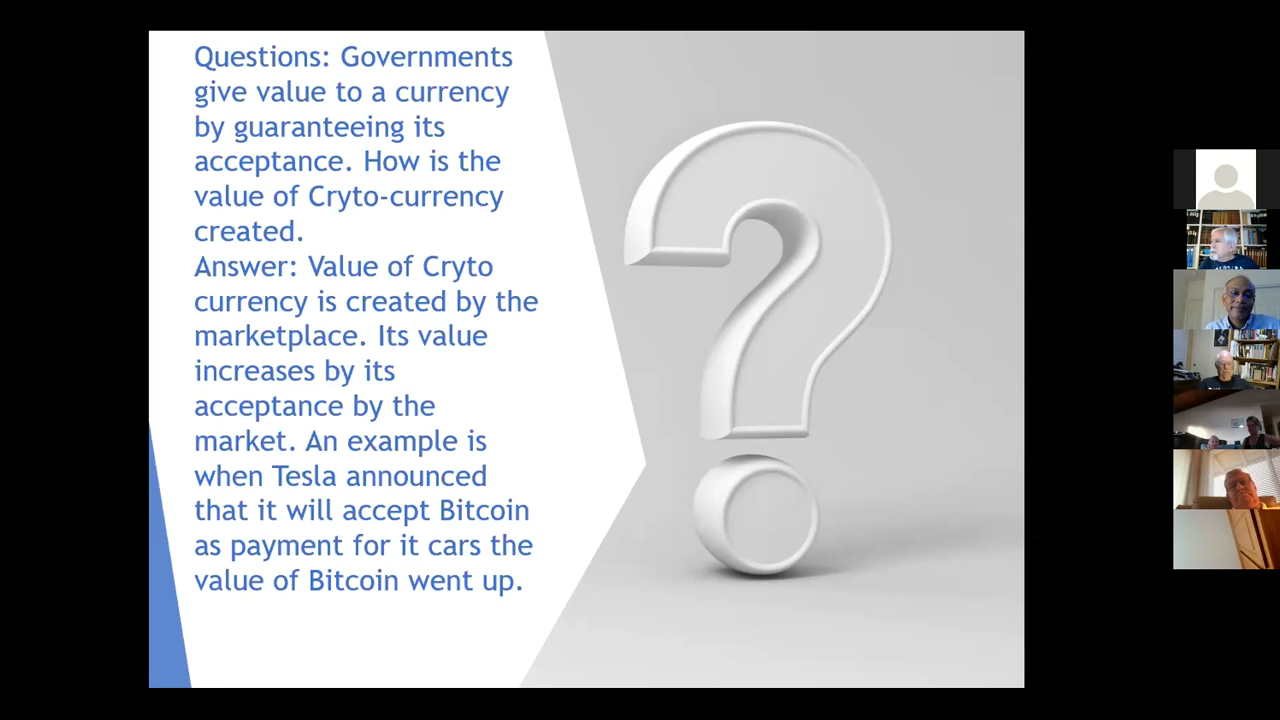 Questions: Governments
give value to a currency
by guaranteeing its
acceptance. How is the
value of Cryto-currency
created.
Answer: Value of Cryto
currency is created by the
marketplace. Its value
increases by its
acceptance by the
market. An example is
when Tesla announced
that it will accept Bitcoin
as payment for it cars the
value of Bitcoin went up.